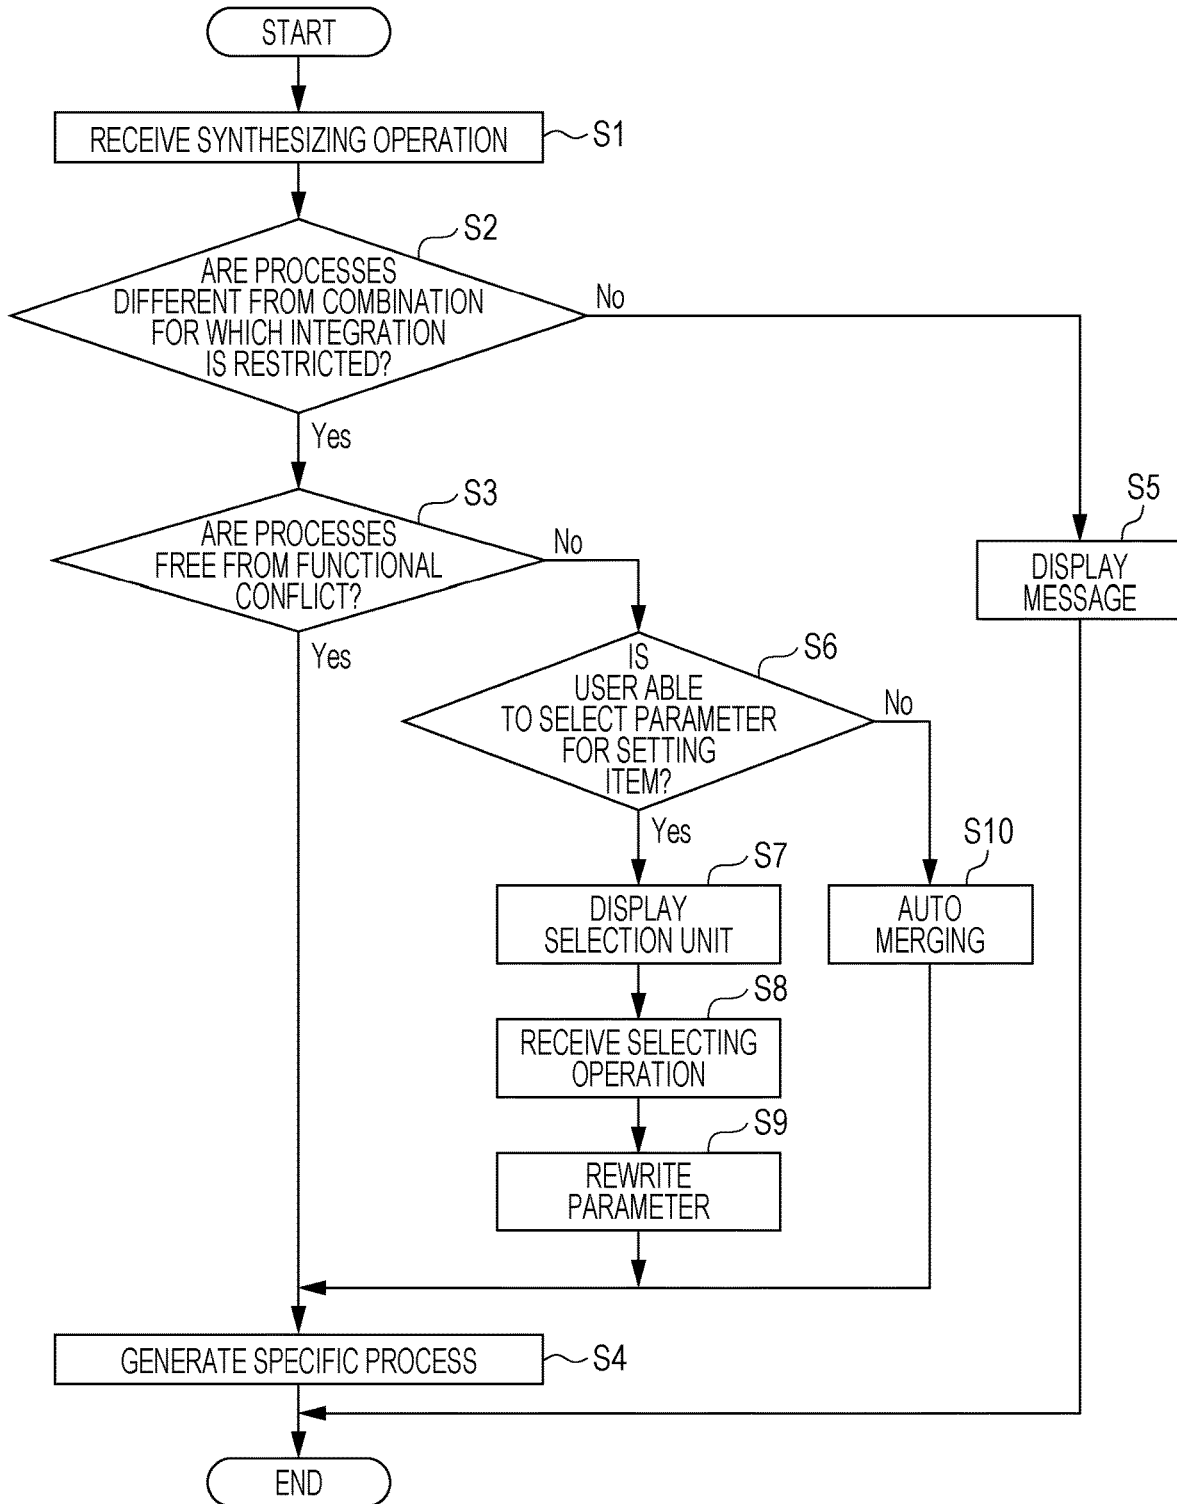 START
RECEIVE SYNTHESIZING OPERATION
S1
S2
ARE PROCESSES
DIFFERENT FROM COMBINATION
FOR WHICH INTEGRATION
IS RESTRICTED?
No
Yes
S3
ARE PROCESSES
FREE FROM FUNCTIONAL
CONFLICT?
No
Yes
S5
DISPLAY
MESSAGE
S6
IS
USER ABLE
TO SELECT PARAMETER
FOR SETTING
ITEM?
No
Yes
S7
DISPLAY
SELECTION UNIT
S10
AUTO
MERGING
S8
RECEIVE SELECTING
OPERATION
S9
REWRITE
PARAMETER
GENERATE SPECIFIC PROCESS
S4
END